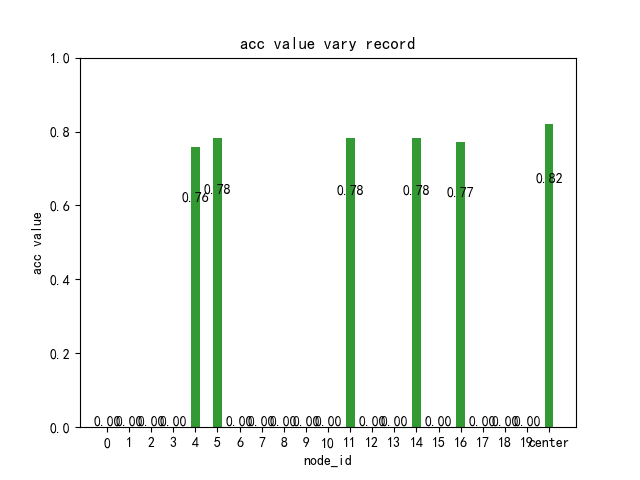 acc value vary record
1.0
0.8
0.6
0.4
0.2
0.0
acc value
0.00 0.00 0.00 0.00 0.76 0.78 0.00 0.00 0.00 0.00 0.00 0.78 0.00 0.00 0.78 0.00 0.77 0.00 0.00 0.00 0.82
0 1 2 3 4 5 6 7 8 9 10 11 12 13 14 15 16 17 18 19 center
node_id